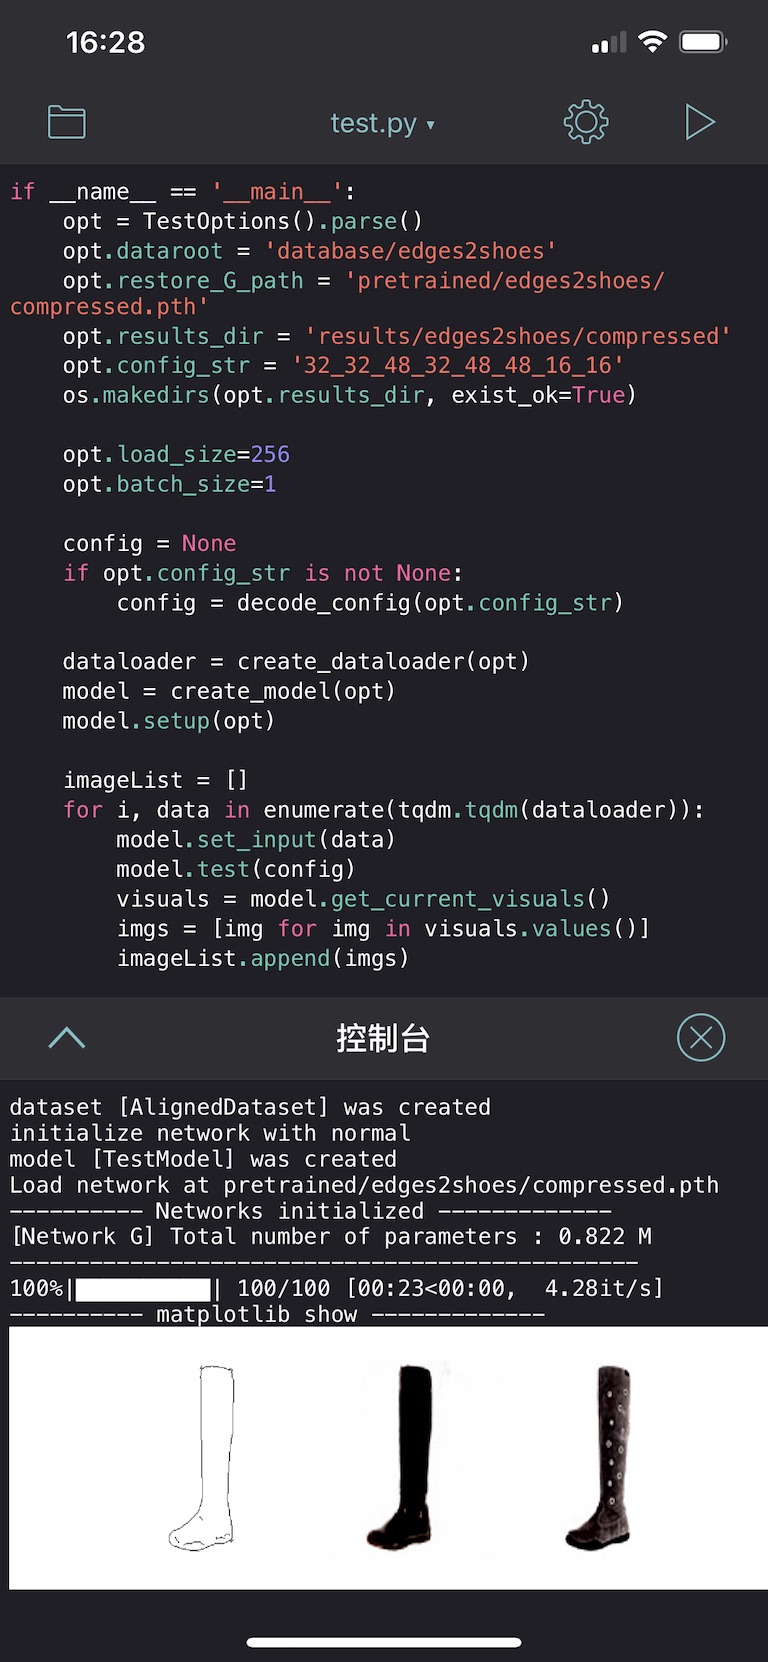 16:28
test.py ▾
if __name__ == '__main__':
    opt = TestOptions().parse()
    opt.dataroot = 'database/edges2shoes'
    opt.restore_G_path = 'pretrained/edges2shoes/
compressed.pth'
    opt.results_dir = 'results/edges2shoes/compressed'
    opt.config_str = '32_32_48_32_48_48_16_16'
    os.makedirs(opt.results_dir, exist_ok=True)
    opt.load_size=256
    opt.batch_size=1
    config = None
    if opt.config_str is not None:
        config = decode_config(opt.config_str)
    dataloader = create_dataloader(opt)
    model = create_model(opt)
    model.setup(opt)
    imageList = []
    for i, data in enumerate(tqdm.tqdm(dataloader)):
        model.set_input(data)
        model.test(config)
        visuals = model.get_current_visuals()
        imgs = [img for img in visuals.values()]
        imageList.append(imgs)
控制台
dataset [AlignedDataset] was created
initialize network with normal
model [TestModel] was created
Load network at pretrained/edges2shoes/compressed.pth
---------- Networks initialized -------------
[Network G] Total number of parameters : 0.822 M
-----------------------------------------------
100%|██████████| 100/100 [00:23<00:00,  4.28it/s]
---------- matplotlib show -------------